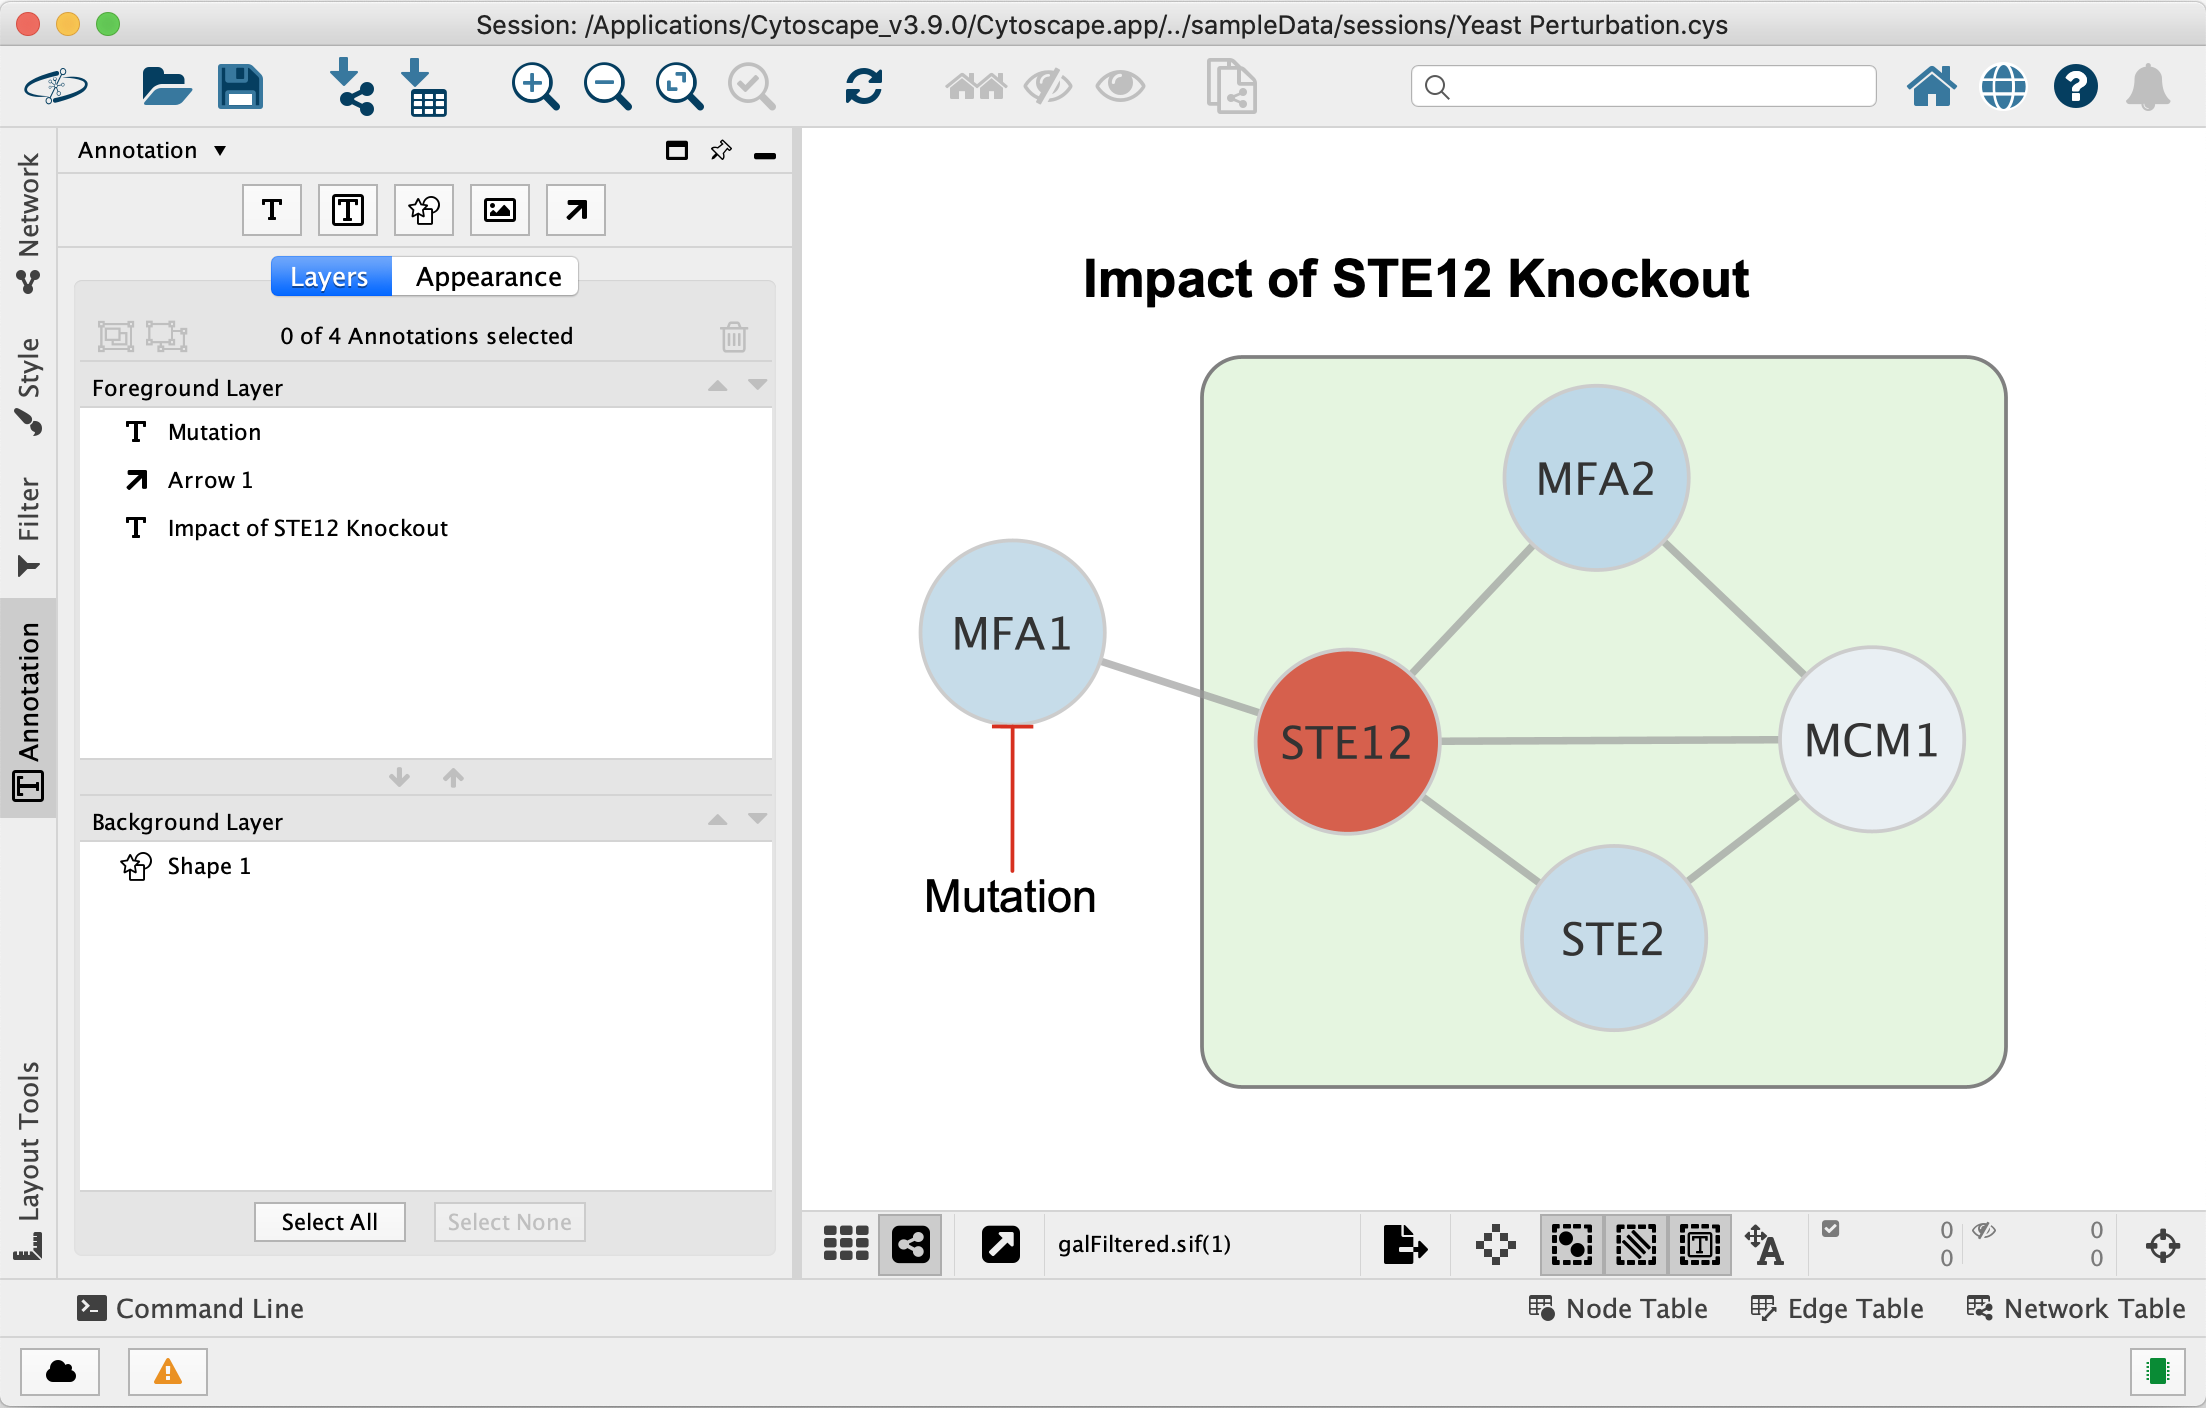 Session: /Applications/Cytoscape_v3.9.0/Cytoscape.app/../sampleData/sessions/Yeast Perturbation.cys
Network
Style
Filter
Annotation
Layout Tools
Annotation
Layers
Appearance
0 of 4 Annotations selected
Foreground Layer
Mutation
Arrow 1
Impact of STE12 Knockout
Background Layer
Shape 1
Select All
Select None
Impact of STE12 Knockout
MFA2
MFA1
STE12
MCM1
STE2
Mutation
galFiltered.sif(1)
0
0
0
0
Command Line
Node Table
Edge Table
Network Table